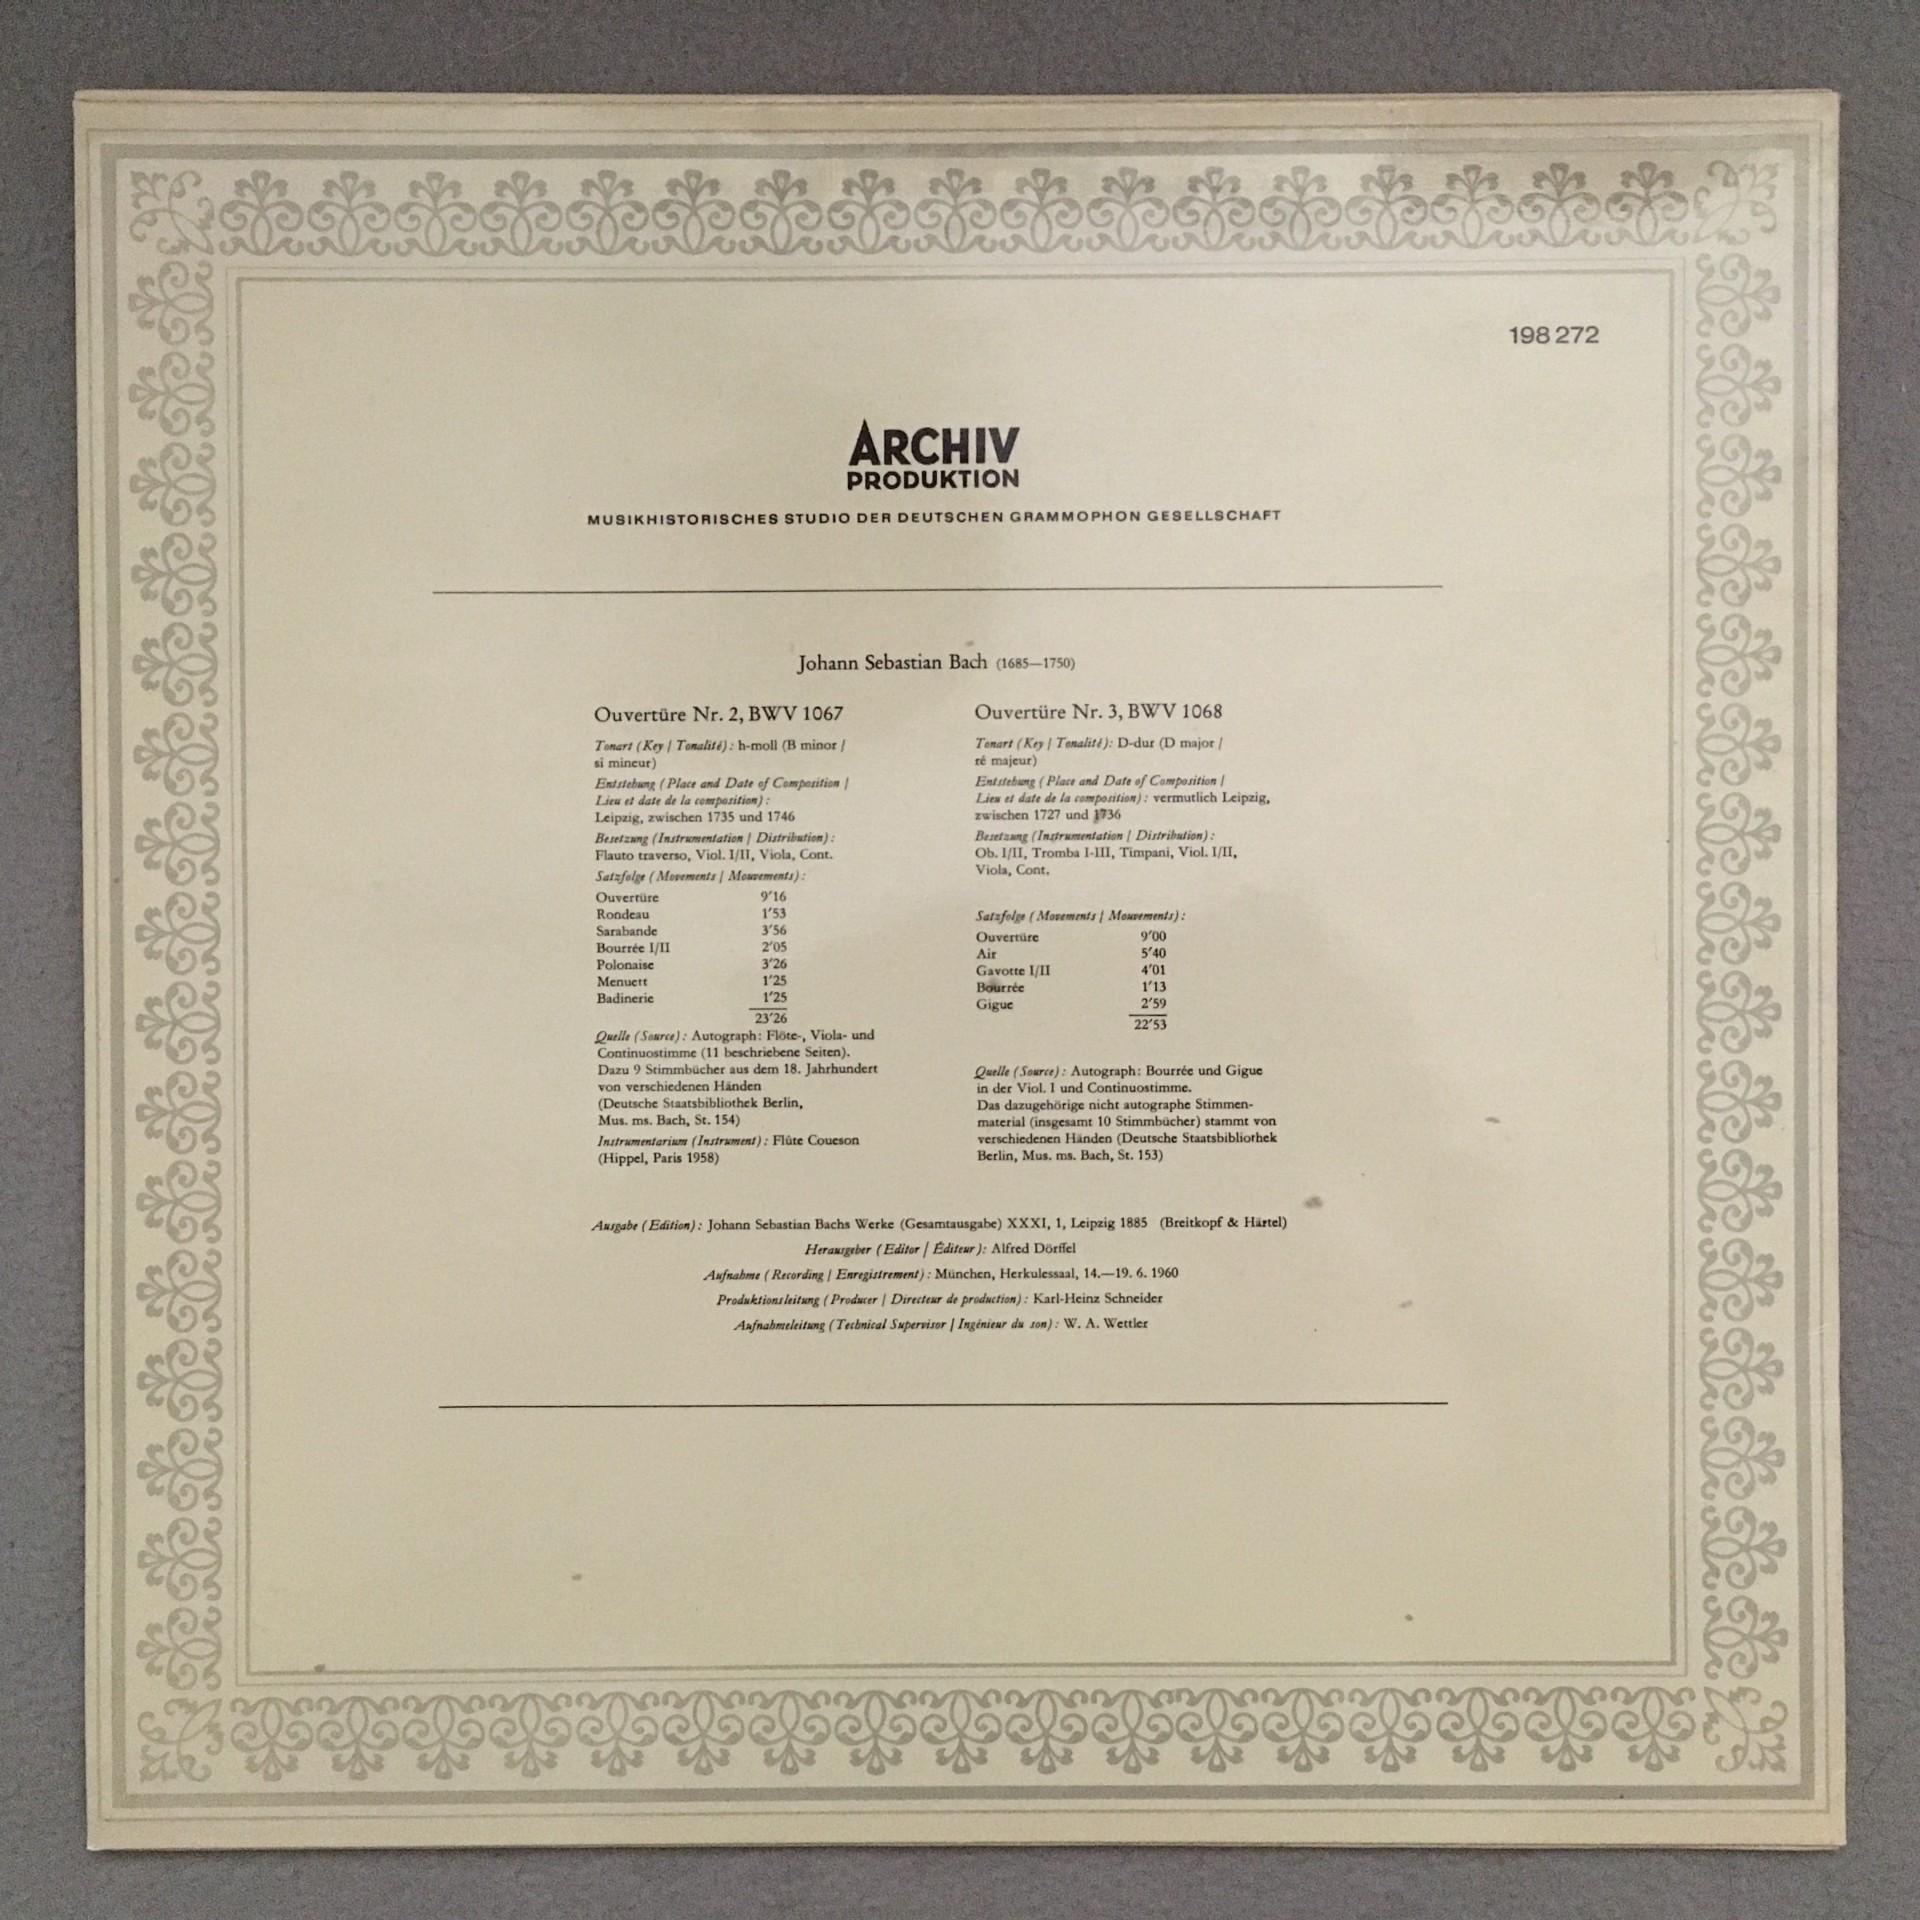 198 272
ARCHIV
PRODUKTION
MUSIKHISTORISCHES STUDIO DER DEUTSCHEN GRAMMOPHON GESELLSCHAFT
Johann Sebastian Bach (1685—1750)
Ouvertüre Nr. 2, BWV 1067
Tonart (Key | Tonalité): h-moll (B minor /
si mineur)
Entstehung (Place and Date of Composition |
Lieu et date de la composition):
Leipzig, zwischen 1735 und 1746
Besetzung (Instrumentation | Distribution):
Flauto traverso, Viol. I/II, Viola, Cont.
Satzfolge (Movements | Mouvements):
Ouvertüre 9'16
Rondeau 1'53
Sarabande 3'56
Bourrée I/II 2'05
Polonaise 3'26
Menuett 1'25
Badinerie 1'25
23'26
Quelle (Source): Autograph: Flöte-, Viola- und
Continuostimme (11 beschriebene Seiten).
Dazu 9 Stimmbücher aus dem 18. Jahrhundert
von verschiedenen Händen
(Deutsche Staatsbibliothek Berlin,
Mus. ms. Bach, St. 154)
Instrumentarium (Instrument): Flûte Coueson
(Hippel, Paris 1958)
Ouvertüre Nr. 3, BWV 1068
Tonart (Key | Tonalité): D-dur (D major /
ré majeur)
Entstehung (Place and Date of Composition |
Lieu et date de la composition): vermutlich Leipzig,
zwischen 1727 und 1736
Besetzung (Instrumentation | Distribution):
Ob. I/II, Tromba I-III, Timpani, Viol. I/II,
Viola, Cont.
Satzfolge (Movements | Mouvements):
Ouvertüre 9'00
Air 5'40
Gavotte I/II 4'01
Bourrée 1'13
Gigue 2'59
22'53
Quelle (Source): Autograph: Bourrée und Gigue
in der Viol. I und Continuostimme.
Das dazugehörige nicht autographe Stimmen-
material (insgesamt 10 Stimmbücher) stammt von
verschiedenen Händen (Deutsche Staatsbibliothek
Berlin, Mus. ms. Bach, St. 153)
Ausgabe (Edition): Johann Sebastian Bachs Werke (Gesamtausgabe) XXXI, 1, Leipzig 1885 (Breitkopf & Härtel)
Herausgeber (Editor | Éditeur): Alfred Dörffel
Aufnahme (Recording | Enregistrement): München, Herkulessaal, 14.—19. 6. 1960
Produktionsleitung (Producer | Directeur de production): Karl-Heinz Schneider
Aufnahmeleitung (Technical Supervisor | Ingénieur du son): W. A. Wettler